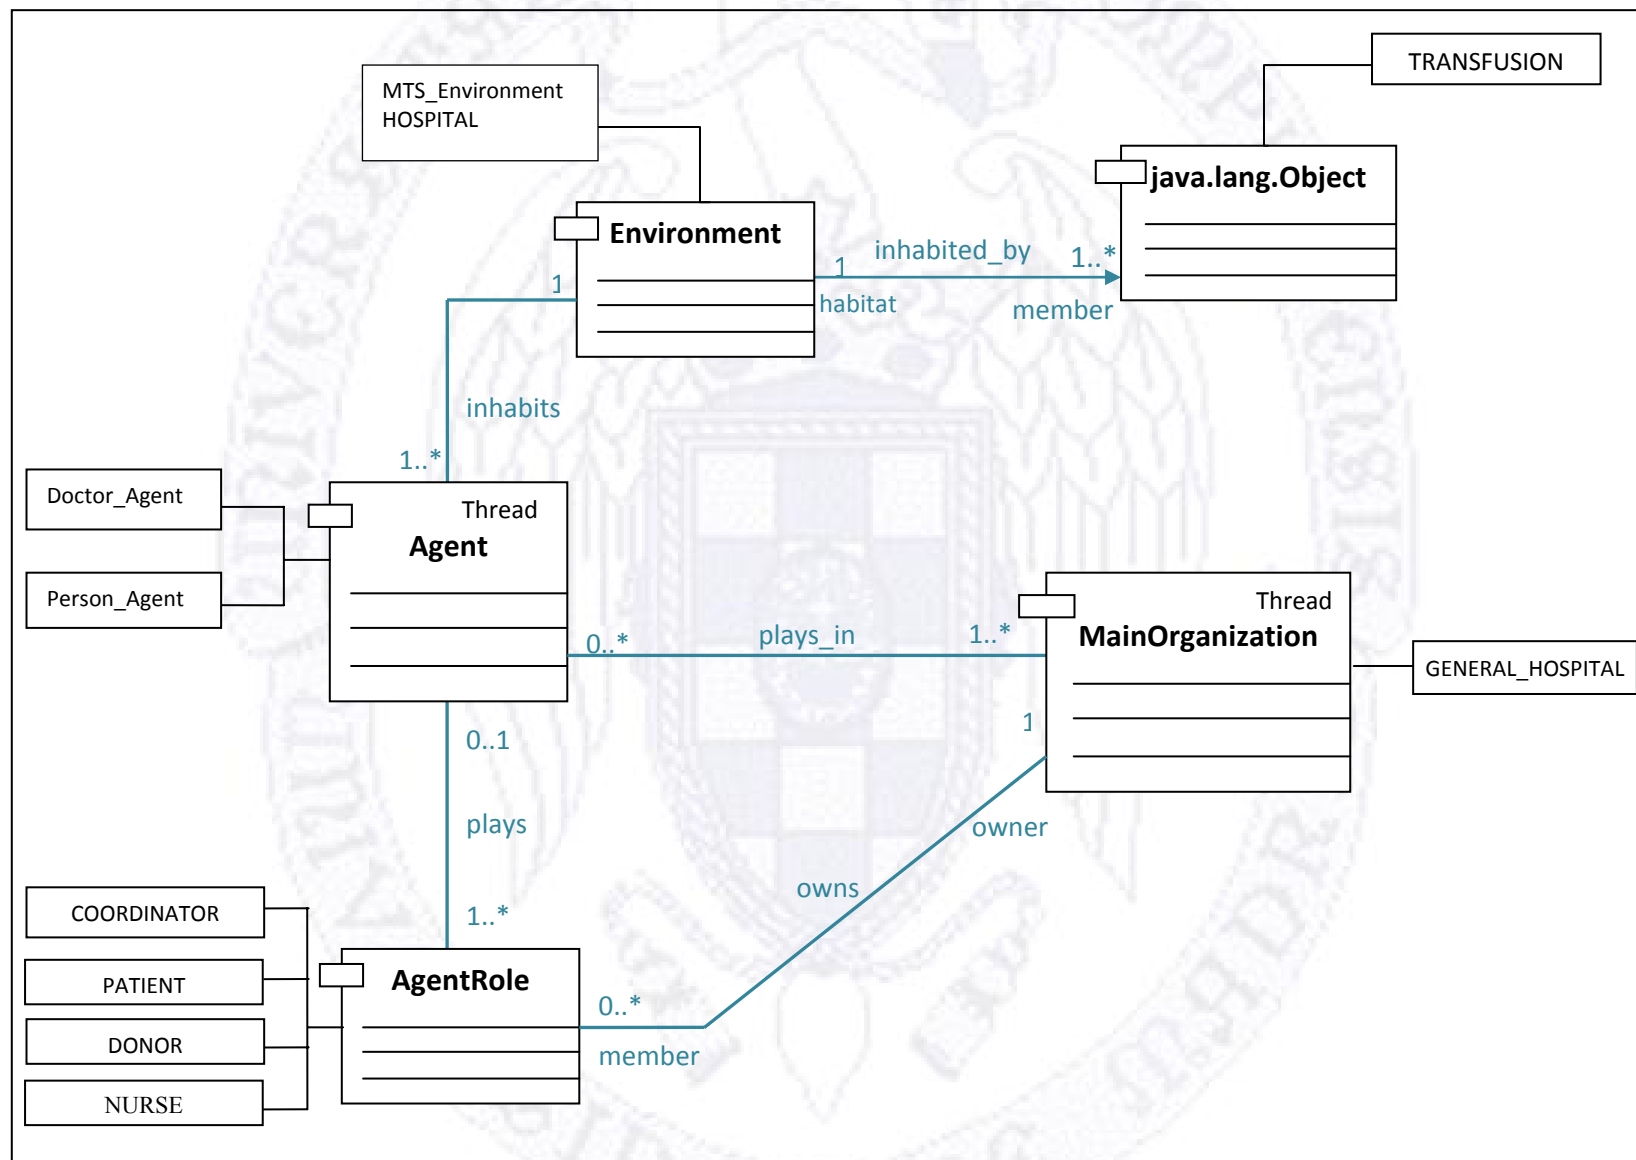 TRANSFUSION
MTS_Environment
HOSPITAL
java.lang.Object
Environment
1
1
inhabited_by
1..*
habitat
member
inhabits
1..*
Doctor_Agent
Person_Agent
Thread
Agent
Thread
MainOrganization
0..*
plays_in
1..*
GENERAL_HOSPITAL
1
0..1
plays
owner
owns
1..*
COORDINATOR
PATIENT
DONOR
NURSE
AgentRole
0..*
member